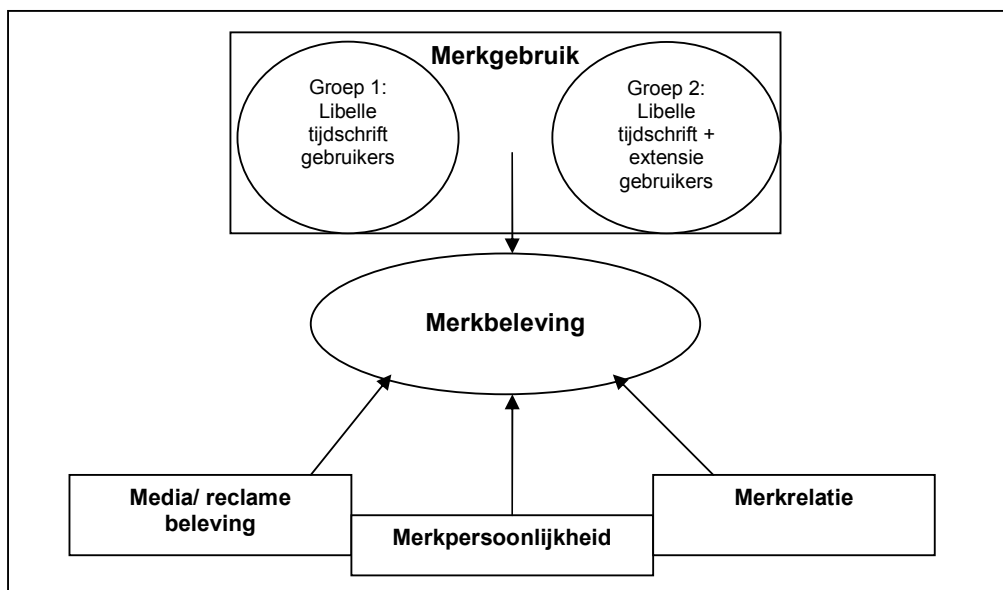 Merkgebruik
Groep 1:
Libelle
tijdschrift
gebruikers
Groep 2:
Libelle
tijdschrift +
extensie
gebruikers
Merkbeleving
Media/ reclame
beleving
Merkpersoonlijkheid
Merkrelatie